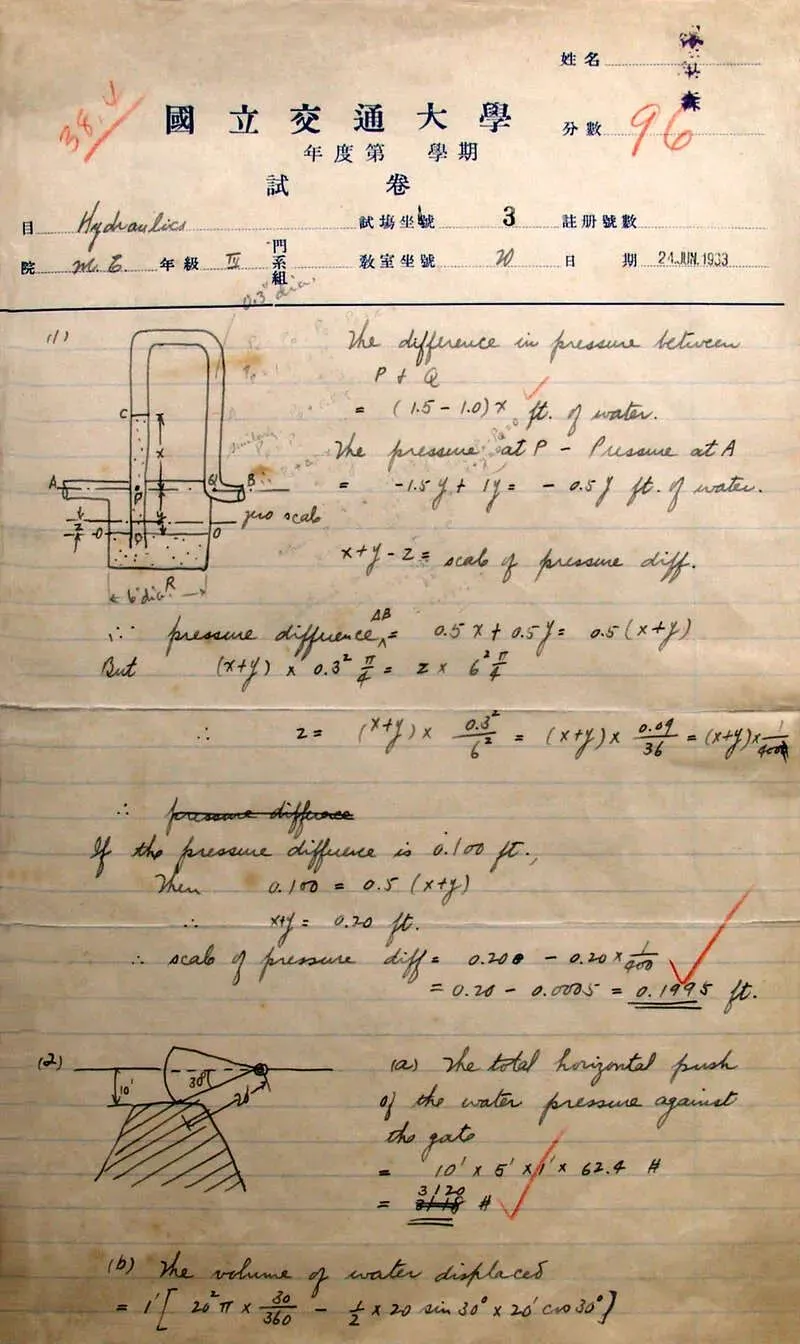 姓名
38.
國立交通大學
分數 96
年度第 學期
試卷
目 Hydraulics 試場坐號 3 註册號數
院 M.E. 年級 III 門系組 教室坐號 20 日期 24.JUN.1933
0.3" dia.
(1)
The difference in pressure between
P + Q
= (1.5 - 1.0)x ft. of water.
C
x
The pressure at P - Pressure at A
A P Q B
= -1.5y + 1y = - 0.5y ft. of water.
zero scale
z O O
x+y-z = scale of pressure diff.
R
6" dia.
∴ pressure difference AB = 0.5x + 0.5y = 0.5(x+y)
But (x+y) x 0.3² π/4 = z x 6² π/4
∴ z = (x+y) x 0.3²/6² = (x+y) x 0.09/36 = (x+y) x 1/400
∴ pressure difference
If the pressure difference is 0.100 ft.,
Then 0.100 = 0.5 (x+y)
∴ x+y = 0.20 ft.
∴ scale of pressure diff = 0.200 - 0.20 x 1/400
= 0.20 - 0.0005 = 0.1995 ft.
(2)
30°
10'
20'
(a) The total horizontal push
of the water pressure against
the gate
= 10' x 5' x 1' x 62.4 #
= 3120 #
(b) The volume of water displaced
= 1'[20²π x 30/360 - 1/2 x 20 sin 30° x 20' cos 30°]